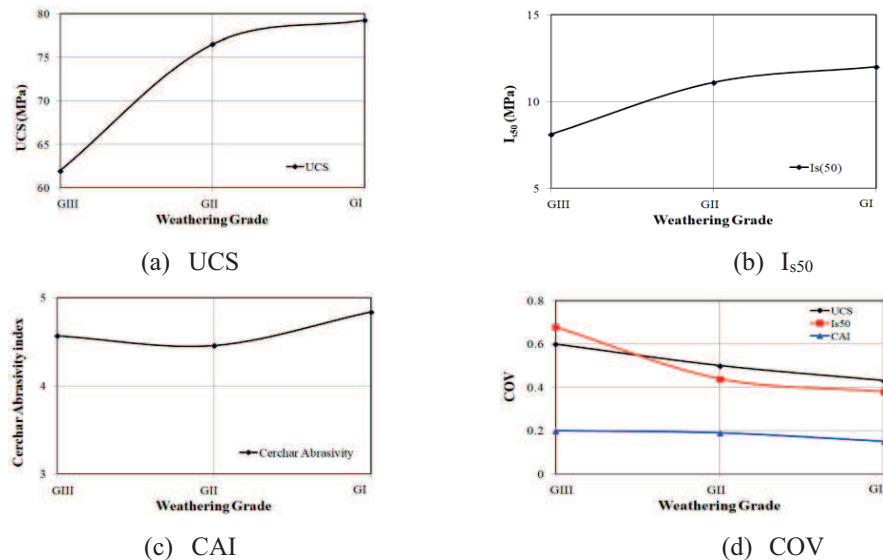 80
75
70
65
60
UCS (MPa)
UCS
GIII
GII
GI
Weathering Grade
(a) UCS
15
12
10
5
Is50 (MPa)
Is(50)
GIII
GII
GI
Weathering Grade
(b) Is50
5
4
3
Cerchar Abrasivity index
Cerchar Abrasivity
GIII
GII
GI
Weathering Grade
(c) CAI
0.8
0.6
0.4
0.2
0
COV
UCS
Is50
CAI
GIII
GII
GI
Weathering Grade
(d) COV